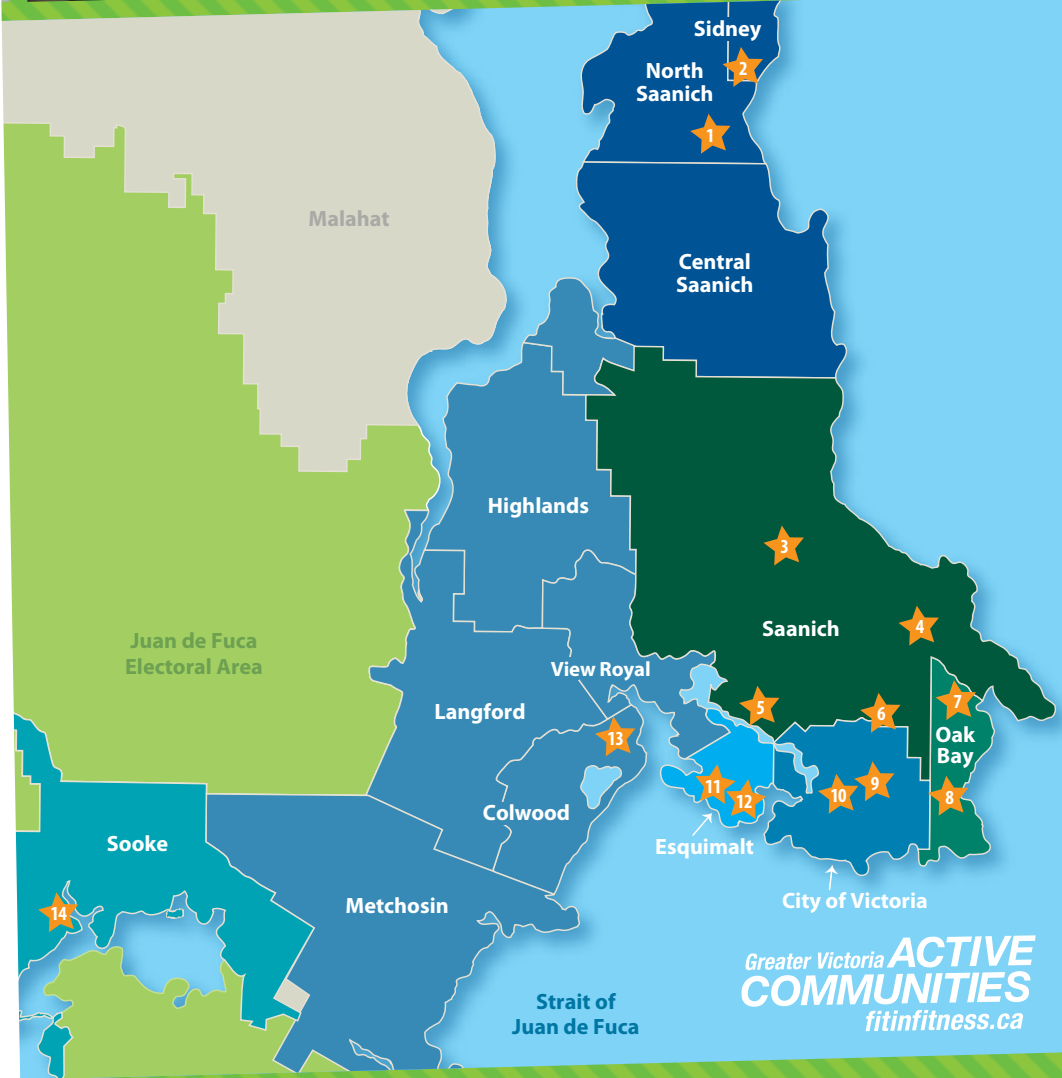 Sidney
2
North
Saanich
1
Malahat
Central
Saanich
Highlands
3
Saanich
4
Juan de Fuca
Electoral Area
View Royal
Langford
5
6
7
13
Oak
Bay
11
12
10
9
8
Colwood
Sooke
Esquimalt
City of Victoria
Metchosin
14
Greater Victoria ACTIVE
COMMUNITIES
fitinfitness.ca
Strait of
Juan de Fuca